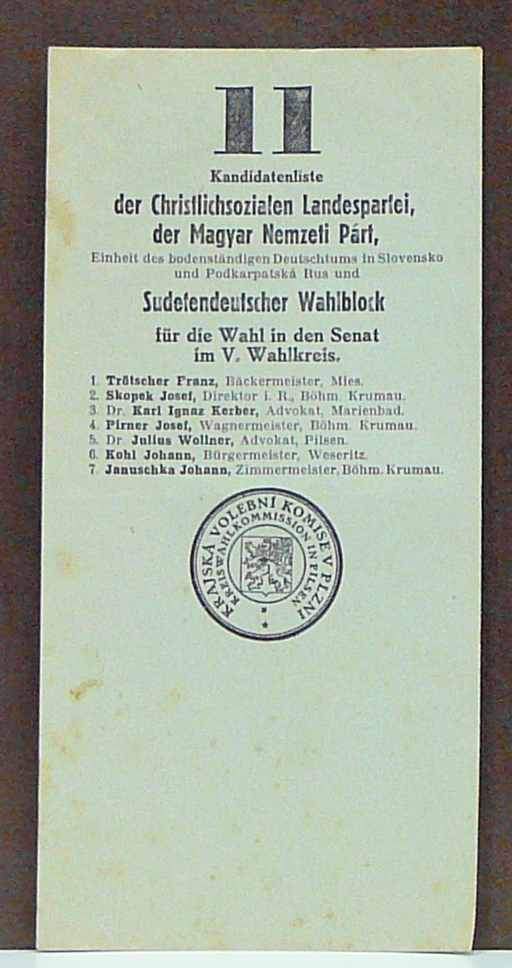 11
Kandidatenliste
der Christlichsozialen Landespartei,
der Magyar Nemzeti Párt,
Einheit des bodenständigen Deutschtums in Slovensko
und Podkarpatská Rus und
Sudetendeutscher Wahlblock
für die Wahl in den Senat
im V. Wahlkreis.
1. Trötscher Franz, Bäckermeister, Mies.
2. Skopek Josef, Direktor i. R., Böhm. Krumau.
3. Dr. Karl Ignaz Kerber, Advokat, Marienbad.
4. Pirner Josef, Wagnermeister, Böhm. Krumau.
5. Dr. Julius Wollner, Advokat, Pilsen.
6. Kohl Johann, Bürgermeister, Weseritz.
7. Januschka Johann, Zimmermeister, Böhm. Krumau.
KRAJSKÁ VOLEBNÍ KOMISE V PLZNI
KREISWAHLKOMMISSION IN PILSEN